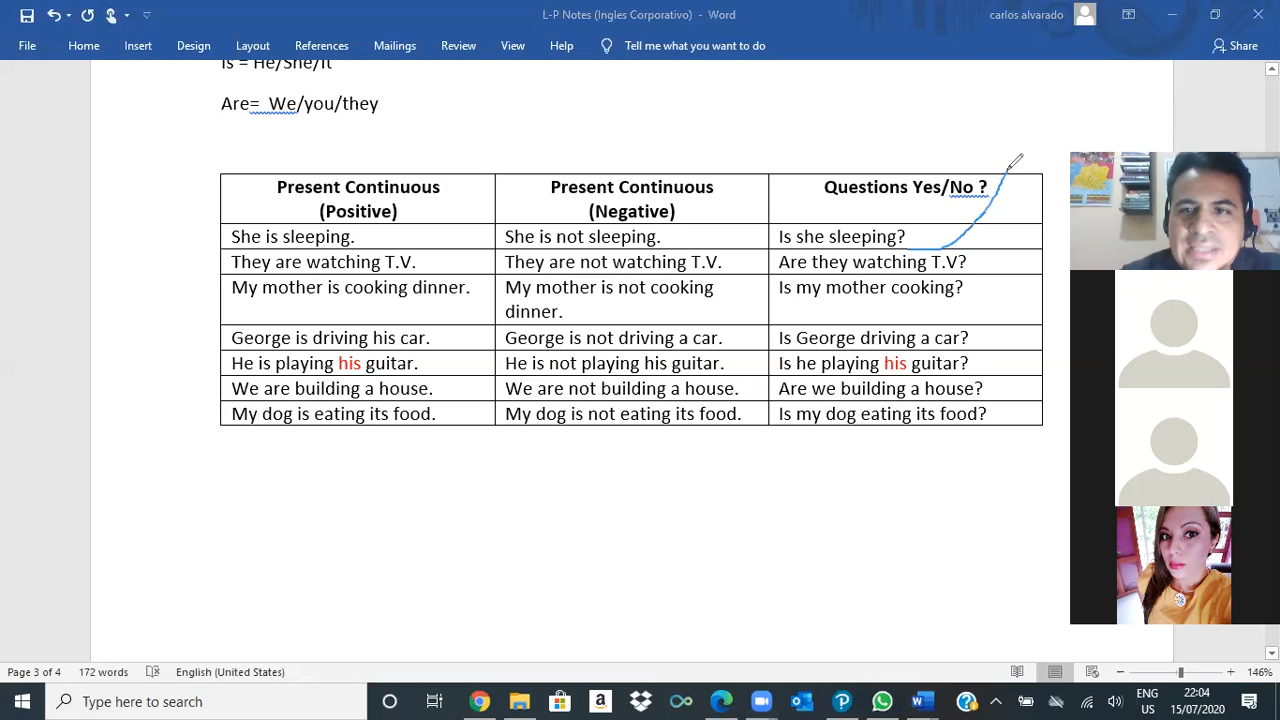 L-P Notes (Ingles Corporativo) - Word
carlos alvarado
File Home Insert Design Layout References Mailings Review View Help Tell me what you want to do Share
Is = He/She/It
Are= We/you/they
Present Continuous (Positive) Present Continuous (Negative) Questions Yes/No ?
She is sleeping. She is not sleeping. Is she sleeping?
They are watching T.V. They are not watching T.V. Are they watching T.V?
My mother is cooking dinner. My mother is not cooking dinner. Is my mother cooking?
George is driving his car. George is not driving a car. Is George driving a car?
He is playing his guitar. He is not playing his guitar. Is he playing his guitar?
We are building a house. We are not building a house. Are we building a house?
My dog is eating its food. My dog is not eating its food. Is my dog eating its food?
Page 3 of 4 172 words English (United States) 146%
Type here to search
ENG 22:04
IN 15/07/2020